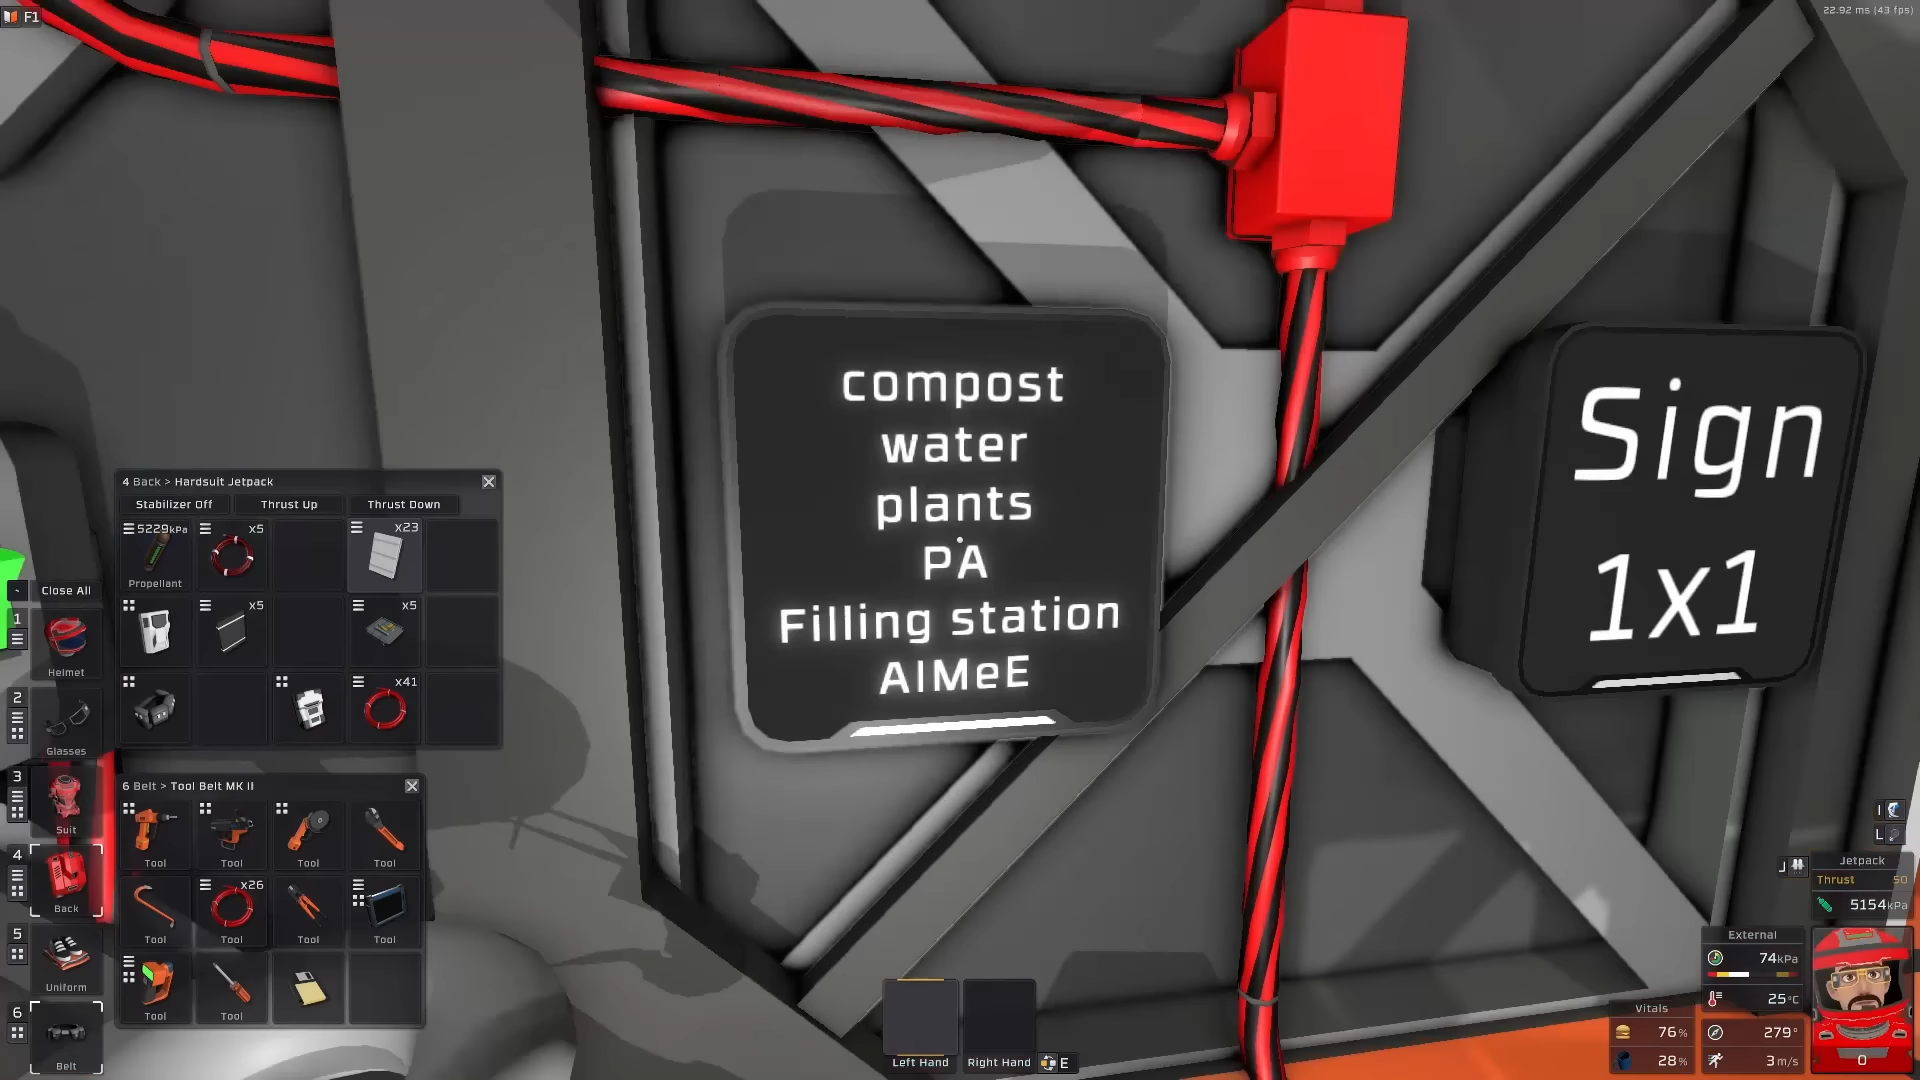 F1
22.92 ms (43 fps)
compost
water
plants
PA
Filling station
AIMeE
Sign
1x1
4 Back > Hardsuit Jetpack
Stabilizer Off
Thrust Up
Thrust Down
5229kPa
x5
x23
Propellant
x5
x5
x41
Close All
1
Helmet
2
Glasses
3
Suit
4
Back
5
Uniform
6
Belt
6 Belt > Tool Belt MK II
Tool
Tool
Tool
Tool
x26
Tool
Tool
Tool
Tool
Tool
Tool
Left Hand
Right Hand
E
I
L
J
Jetpack
Thrust 50
5154kPa
External
74kPa
25°C
Vitals
76%
279°
28%
3m/s
0